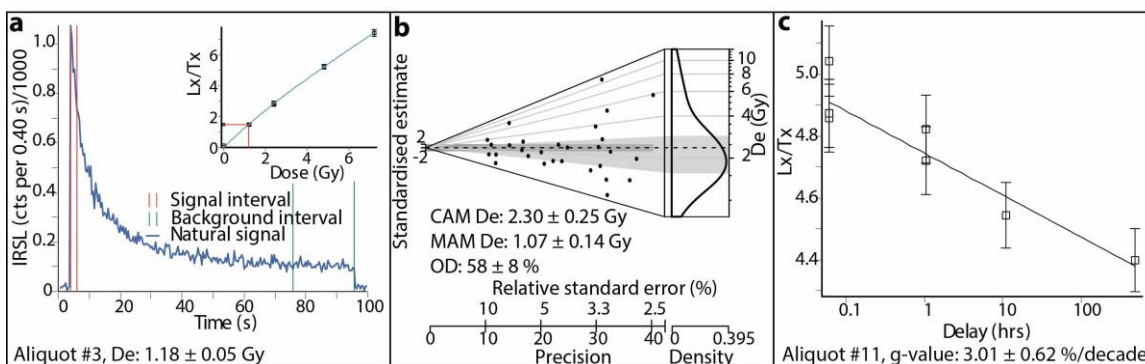 a
IRSL (cts per 0.40 s)/1000
1.0
0.8
0.6
0.4
0.2
0
0 20 40 60 80 100
Time (s)
Lx/Tx
6
4
2
0
0 2 4 6
Dose (Gy)
Signal interval
Background interval
Natural signal
Aliquot #3, De: 1.18 ± 0.05 Gy
b
Standardised estimate
2
-2
10
8
6
4
2
De (Gy)
CAM De: 2.30 ± 0.25 Gy
MAM De: 1.07 ± 0.14 Gy
OD: 58 ± 8 %
Relative standard error (%)
10 5 3.3 2.5
0 10 20 30 40 0 0.395
Precision Density
c
Lx/Tx
5.0
4.8
4.6
4.4
0.1 1.0 10 100
Delay (hrs)
Aliquot #11, g-value: 3.01 ± 0.62 %/decade